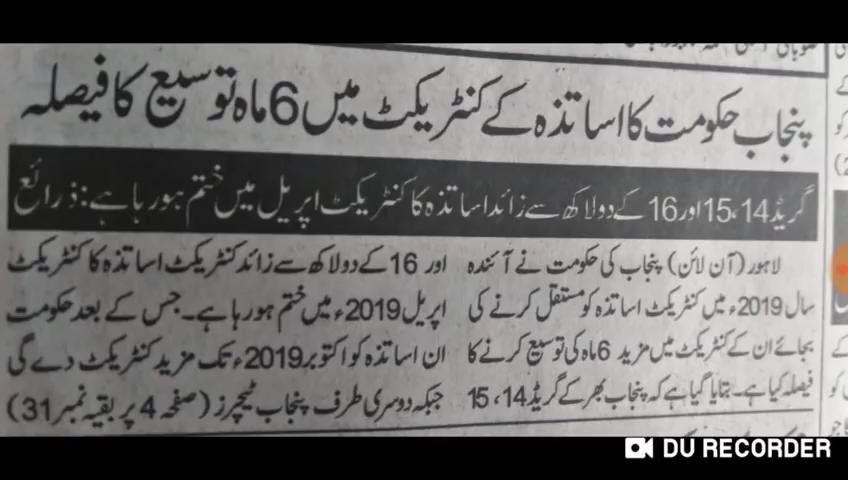 پنجاب حکومت کا اساتذہ کے کنٹریکٹ میں 6 ماہ توسیع کا فیصلہ
گریڈ 14، 15 اور 16 کے دو لاکھ سے زائد اساتذہ کا کنٹریکٹ اپریل میں ختم ہو رہا ہے: ذرائع
لاہور (آن لائن) پنجاب کی حکومت نے آئندہ
سال 2019ء میں کنٹریکٹ اساتذہ کو مستقل کرنے کی
بجائے ان کے کنٹریکٹ میں مزید 6 ماہ کی توسیع کرنے کا
فیصلہ کیا ہے۔ بتایا گیا ہے کہ پنجاب بھر کے گریڈ 14، 15
اور 16 کے دو لاکھ سے زائد کنٹریکٹ اساتذہ کا کنٹریکٹ
اپریل 2019ء میں ختم ہو رہا ہے۔ جس کے بعد حکومت
ان اساتذہ کو اکتوبر 2019ء تک مزید کنٹریکٹ دے گی
جبکہ دوسری طرف پنجاب ٹیچرز (صفحہ 4 پر بقیہ نمبر 31)
DU RECORDER